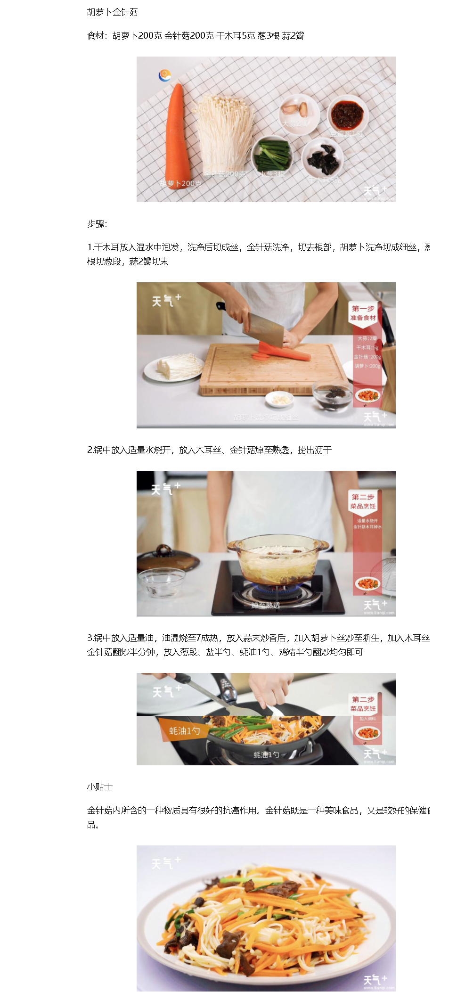 胡萝卜金针菇
食材：胡萝卜200克 金针菇200克 干木耳5克 葱3根 蒜2瓣
大蒜2瓣
豆瓣酱1勺
金针菇200克
小葱3根
干木耳5克
胡萝卜200克
天气+
www.tianqi.com
步骤：
1.干木耳放入温水中泡发，洗净后切成丝，金针菇洗净，切去根部，胡萝卜洗净切成细丝，葱
根切葱段，蒜2瓣切末
天气+
第一步
准备食材
大蒜:2瓣
干木耳:5g
金针菇:200g
胡萝卜:200g
胡萝卜洗净切成细丝
天气+
www.tianqi.com
2.锅中放入适量水烧开，放入木耳丝、金针菇焯至熟透，捞出沥干
天气+
第二步
菜品烹饪
适量水烧开
金针菇木耳焯水
焯至熟透
天气+
www.tianqi.com
3.锅中放入适量油，油温烧至7成热，放入蒜末炒香后，加入胡萝卜丝炒至断生，加入木耳丝
金针菇翻炒半分钟，放入葱段、盐半勺、蚝油1勺、鸡精半勺翻炒均匀即可
天气+
第二步
菜品烹饪
加入调料
蚝油1勺
蚝油1勺
天气+
www.tianqi.com
小贴士
金针菇内所含的一种物质具有很好的抗癌作用。金针菇既是一种美味食品，又是较好的保健食
品。
天气+
天气+
www.tianqi.com